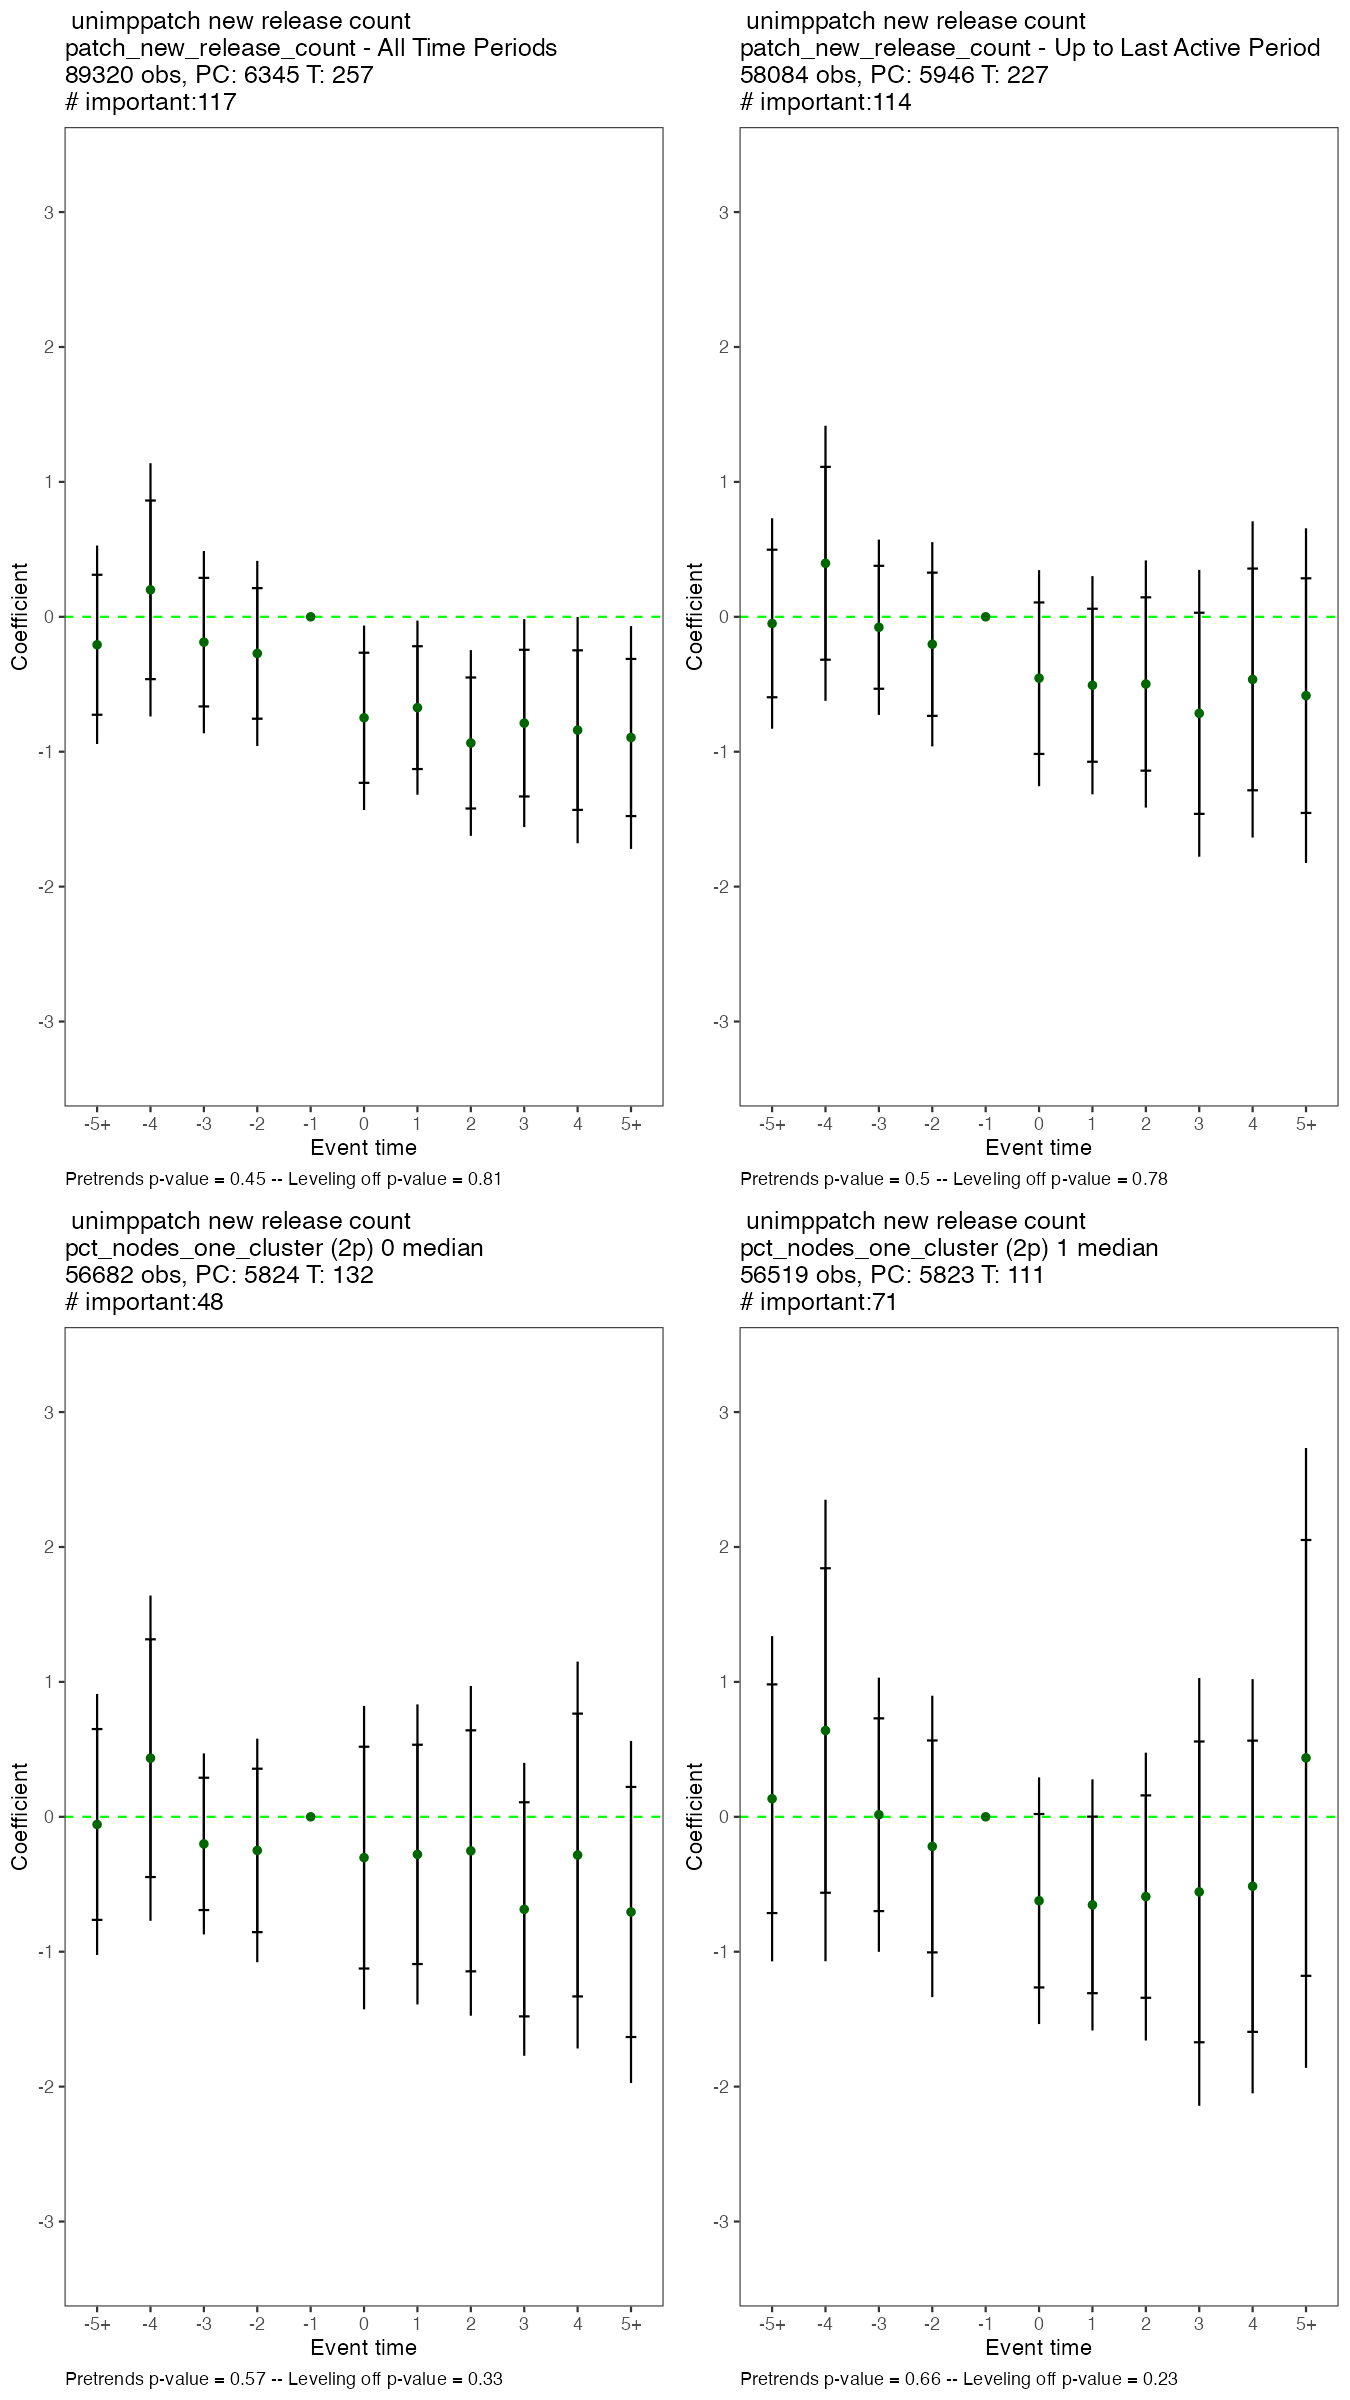 unimppatch new release count
patch_new_release_count - All Time Periods
89320 obs, PC: 6345 T: 257
# important:117
3
2
1
0
-1
-2
-3
Coefficient
-5+ -4 -3 -2 -1 0 1 2 3 4 5+
Event time
Pretrends p-value = 0.45 -- Leveling off p-value = 0.81
unimppatch new release count
patch_new_release_count - Up to Last Active Period
58084 obs, PC: 5946 T: 227
# important:114
3
2
1
0
-1
-2
-3
Coefficient
-5+ -4 -3 -2 -1 0 1 2 3 4 5+
Event time
Pretrends p-value = 0.5 -- Leveling off p-value = 0.78
unimppatch new release count
pct_nodes_one_cluster (2p) 0 median
56682 obs, PC: 5824 T: 132
# important:48
3
2
1
0
-1
-2
-3
Coefficient
-5+ -4 -3 -2 -1 0 1 2 3 4 5+
Event time
Pretrends p-value = 0.57 -- Leveling off p-value = 0.33
unimppatch new release count
pct_nodes_one_cluster (2p) 1 median
56519 obs, PC: 5823 T: 111
# important:71
3
2
1
0
-1
-2
-3
Coefficient
-5+ -4 -3 -2 -1 0 1 2 3 4 5+
Event time
Pretrends p-value = 0.66 -- Leveling off p-value = 0.23